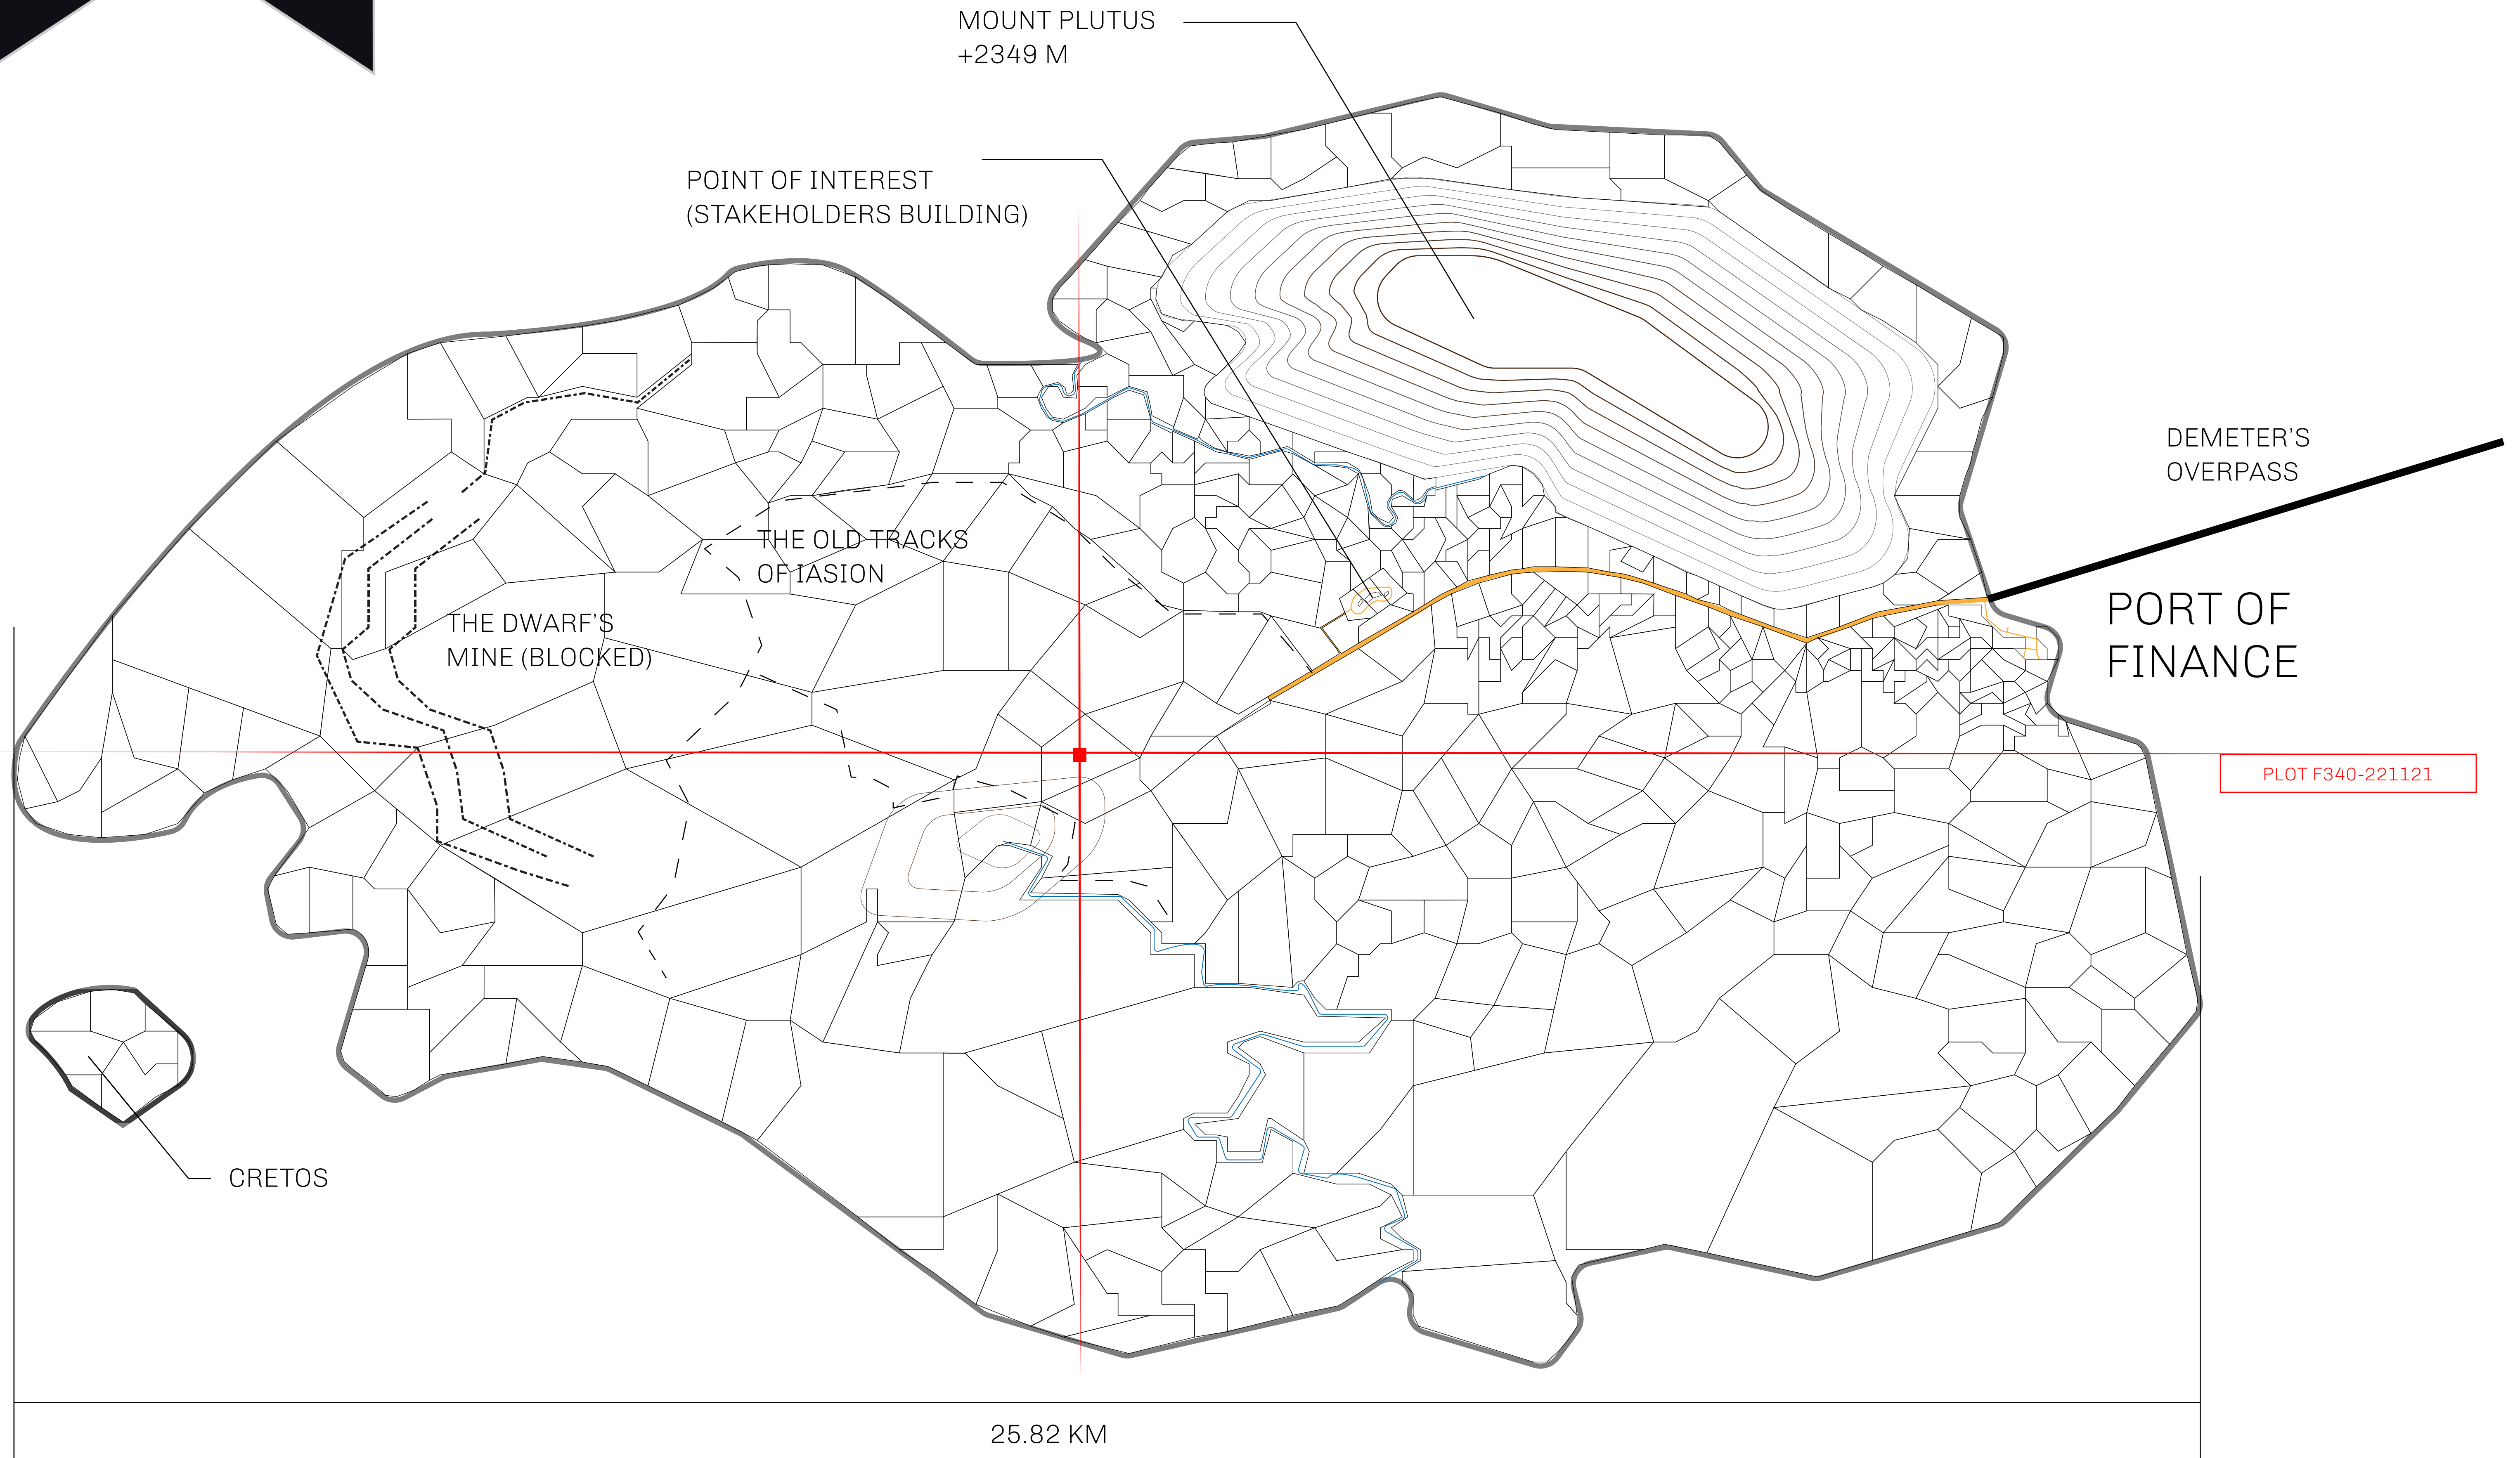 MOUNT PLUTUS
+2349 M
POINT OF INTEREST
(STAKEHOLDERS BUILDING)
DEMETER'S
OVERPASS
THE OLD TRACKS
OF IASION
PORT OF
FINANCE
THE DWARF'S
MINE (BLOCKED)
PLOT F340-221121
CRETOS
25.82 KM